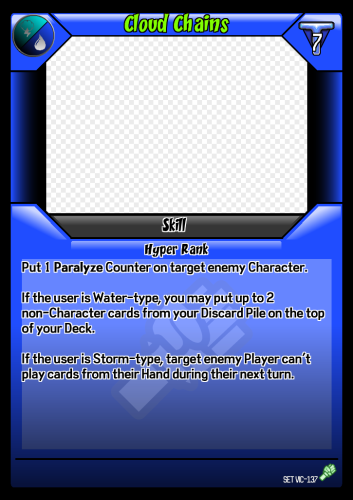 Cloud Chains
7
Skill
Hyper Rank
Put 1 Paralyze Counter on target enemy Character.
If the user is Water-type, you may put up to 2
non-Character cards from your Discard Pile on the top
of your Deck.
If the user is Storm-type, target enemy Player can't
play cards from their Hand during their next turn.
SET VIC-137